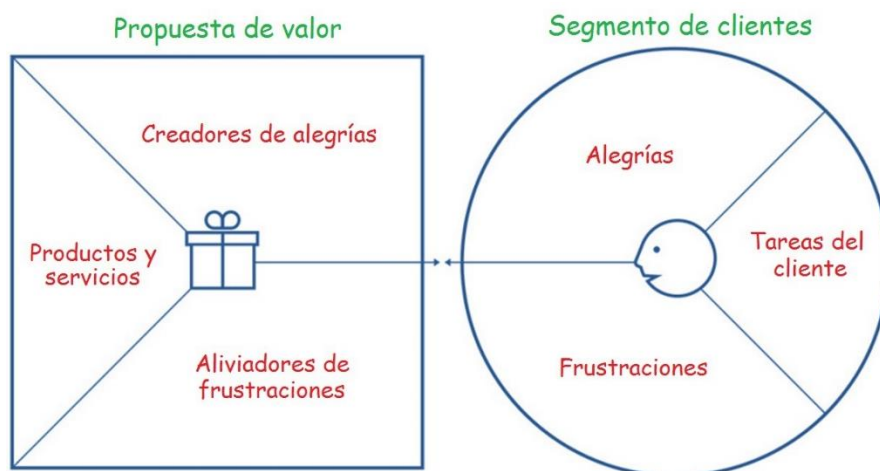 Propuesta de valor
Segmento de clientes
Creadores de alegrías
Productos y
servicios
Aliviadores de
frustraciones
Alegrías
Tareas del
cliente
Frustraciones